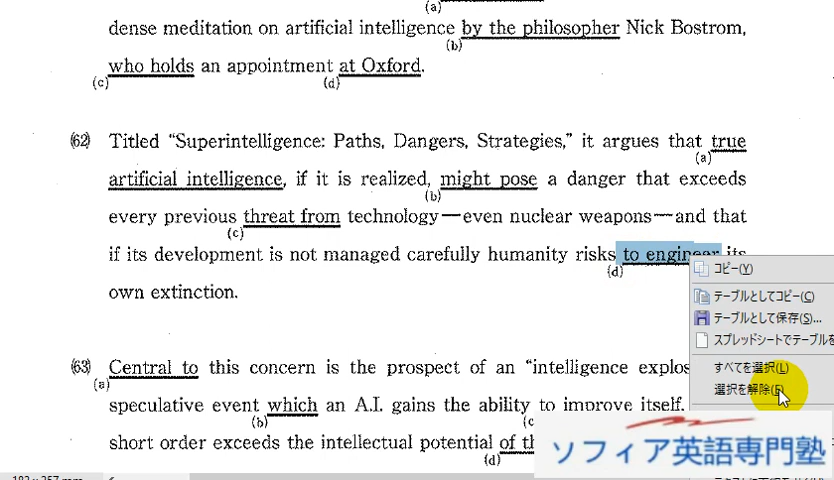 (a)
dense meditation on artificial intelligence by the philosopher Nick Bostrom,
(b)
who holds an appointment at Oxford.
(c) (d)
(62) Titled “Superintelligence: Paths, Dangers, Strategies,” it argues that true
(a)
artificial intelligence, if it is realized, might pose a danger that exceeds
(b)
every previous threat from technology—even nuclear weapons—and that
(c)
if its development is not managed carefully humanity risks to engineer its
(d)
own extinction.
コピー(Y)
テーブルとしてコピー(C)
テーブルとして保存(S)...
スプレッドシートでテーブルを
すべてを選択(L)
選択を解除(E)
(63) Central to this concern is the prospect of an “intelligence explos
(a)
speculative event which an A.I. gains the ability to improve itself,
(b) (c
short order exceeds the intellectual potential of th
(d)
ソフィア英語専門塾